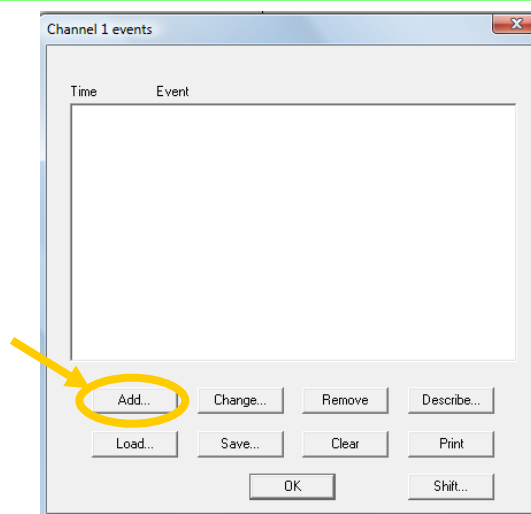 Channel 1 events
Time Event
Add... Change... Remove Describe...
Load... Save... Clear Print
OK Shift...